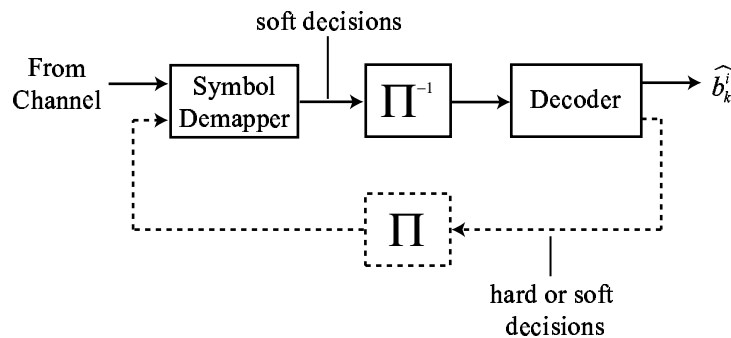 soft decisions
From
Channel
Symbol
Demapper
Π⁻¹
Decoder
b̂ᵢₖ
Π
hard or soft
decisions